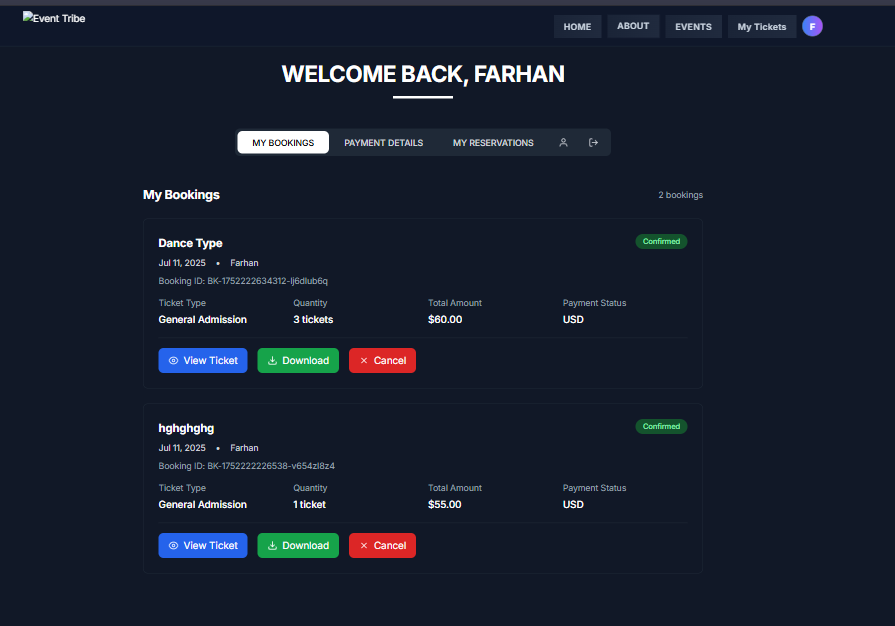 Event Tribe
HOME ABOUT EVENTS My Tickets F
WELCOME BACK, FARHAN
MY BOOKINGS PAYMENT DETAILS MY RESERVATIONS
My Bookings 2 bookings
Dance Type Confirmed
Jul 11, 2025 • Farhan
Booking ID: BK-1752222634312-lj6dlub6q
Ticket Type Quantity Total Amount Payment Status
General Admission 3 tickets $60.00 USD
View Ticket Download Cancel
hghghghg Confirmed
Jul 11, 2025 • Farhan
Booking ID: BK-1752222226538-v654zl8z4
Ticket Type Quantity Total Amount Payment Status
General Admission 1 ticket $55.00 USD
View Ticket Download Cancel